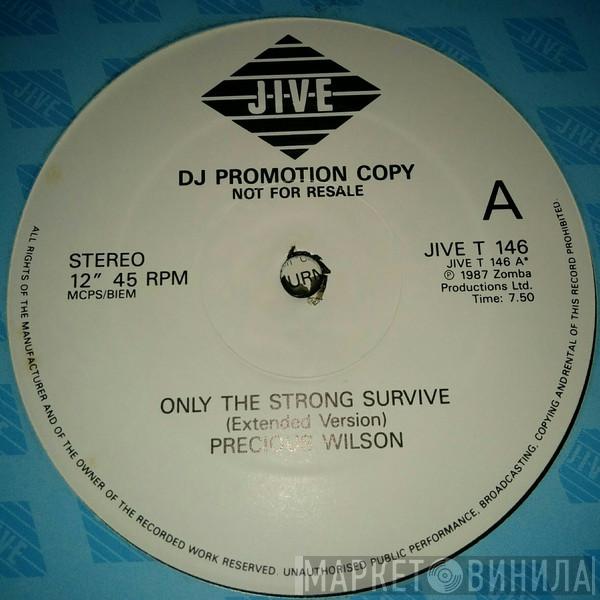 J·I·V·E
DJ PROMOTION COPY
NOT FOR RESALE
A
STEREO
12" 45 RPM
MCPS/BIEM
JIVE T 146
JIVE T 146 A*
℗ 1987 Zomba
Productions Ltd.
Time: 7.50
ONLY THE STRONG SURVIVE
(Extended Version)
PRECIOUS WILSON
ALL RIGHTS OF THE MANUFACTURER AND OF THE OWNER OF THE RECORDED WORK RESERVED. UNAUTHORISED PUBLIC PERFORMANCE, BROADCASTING, COPYING AND RENTAL OF THIS RECORD PROHIBITED.
МАРКЕТ ВИНИЛА